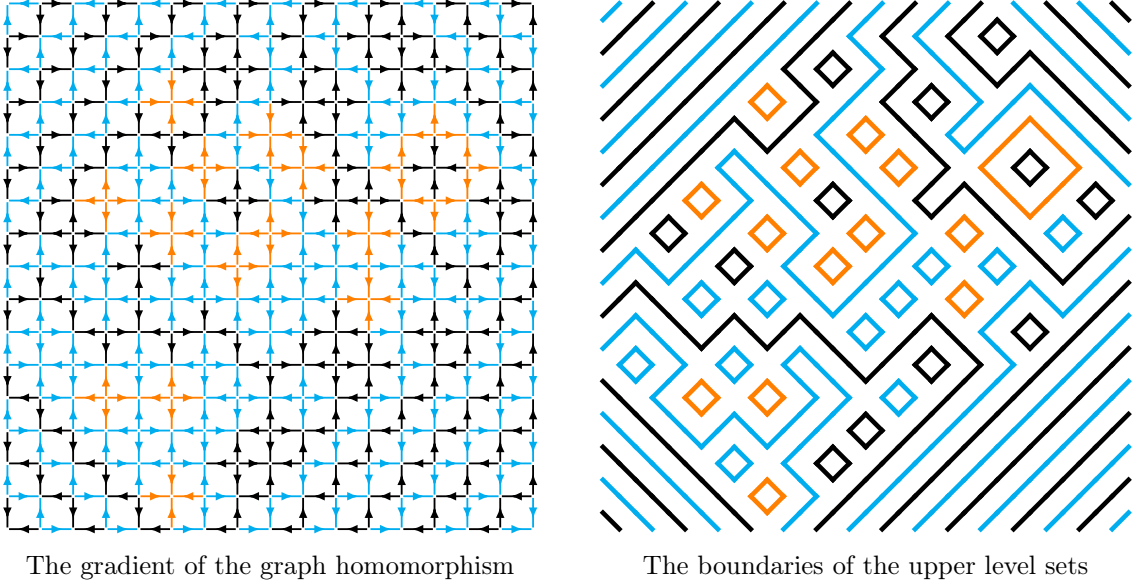 The gradient of the graph homomorphism
The boundaries of the upper level sets